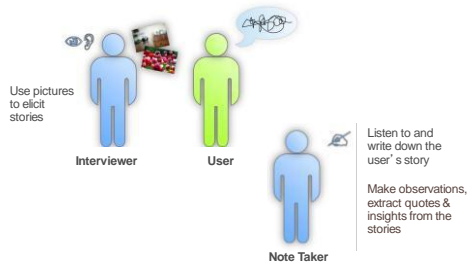 Use pictures
to elicit
stories
Interviewer
User
Listen to and
write down the
user's story
Make observations,
extract quotes &
insights from the
stories
Note Taker